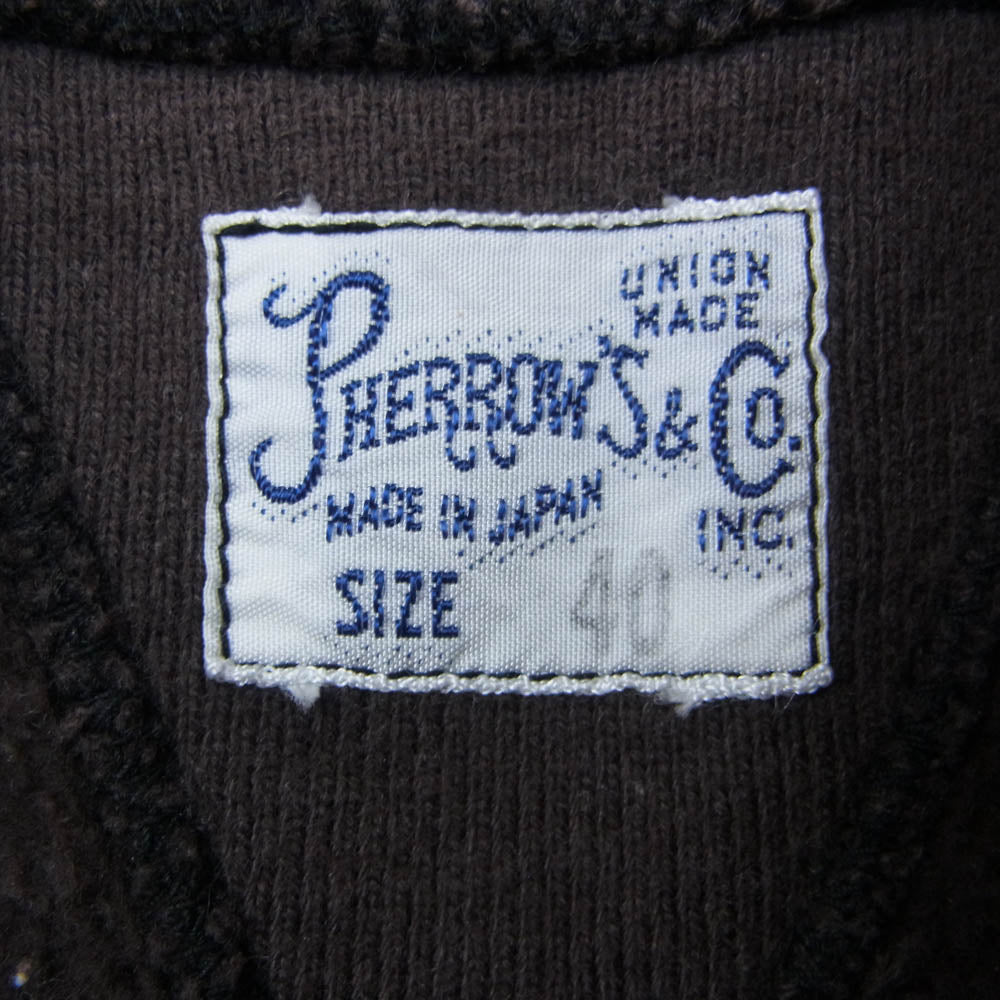 UNION
MADE
PHERROW'S & Co.
MADE IN JAPAN
INC.
SIZE 40